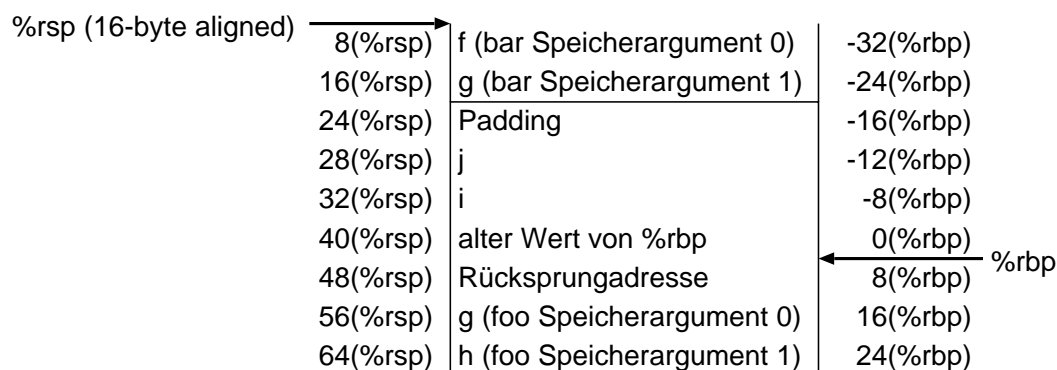 %rsp (16-byte aligned)
8(%rsp) f (bar Speicherargument 0) -32(%rbp)
16(%rsp) g (bar Speicherargument 1) -24(%rbp)
24(%rsp) Padding -16(%rbp)
28(%rsp) j -12(%rbp)
32(%rsp) i -8(%rbp)
40(%rsp) alter Wert von %rbp 0(%rbp)
%rbp
48(%rsp) Rücksprungadresse 8(%rbp)
56(%rsp) g (foo Speicherargument 0) 16(%rbp)
64(%rsp) h (foo Speicherargument 1) 24(%rbp)